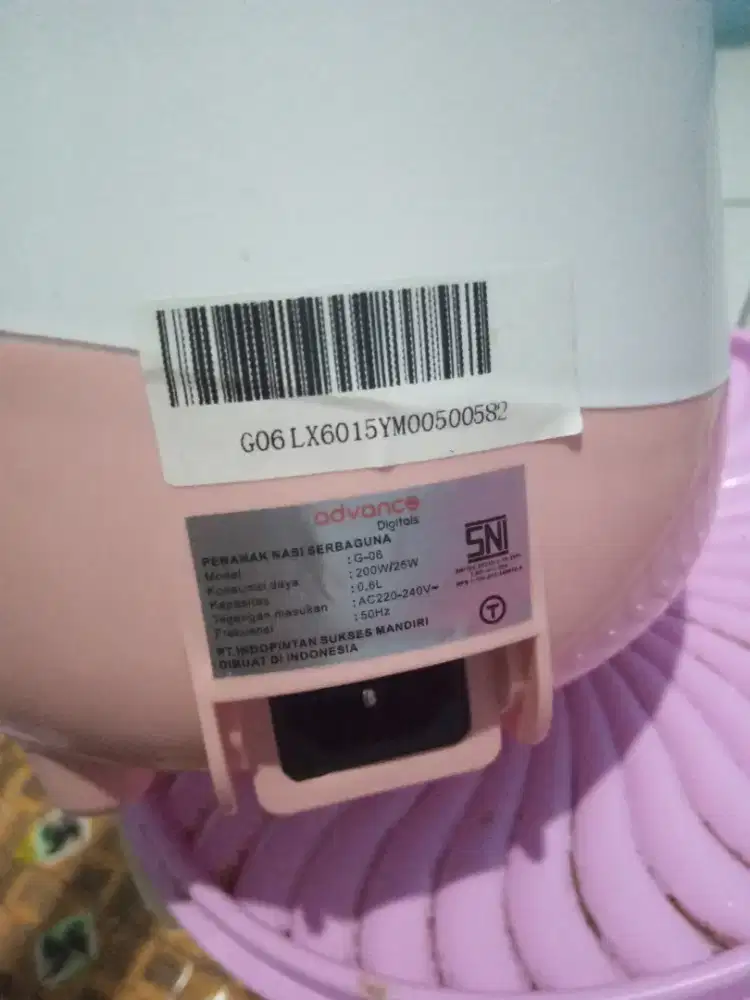 G06LX6015YM00500582
advance
Digitals
PENANAK NASI SERBAGUNA
Model : G-06
Konsumsi daya : 200W/25W
Kapasitas : 0.6L
Tegangan masukan : AC220-240V~
Frekuensi : 50Hz
PT.INDOPINTAN SUKSES MANDIRI
DIBUAT DI INDONESIA
SNI
T